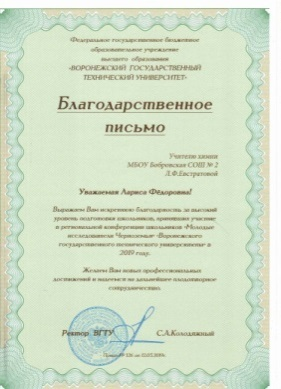 Федеральное государственное бюджетное
образовательное учреждение
высшего образования
«ВОРОНЕЖСКИЙ ГОСУДАРСТВЕННЫЙ
ТЕХНИЧЕСКИЙ УНИВЕРСИТЕТ»
Благодарственное
письмо
Учителю химии
МБОУ Бобровская СОШ № 2
Л.Ф.Евстратовой
Уважаемая Лариса Фёдоровна!
Выражаем Вам искреннюю благодарность за высокий
уровень подготовки школьников, принявших участие
в региональной конференции школьников «Молодые
исследователи Черноземья» Воронежского
государственного технического университета» в
2019 году.
Желаем Вам новых профессиональных
достижений и надеемся на дальнейшее плодотворное
сотрудничество.
Ректор ВГТУ С.А.Колодяжный
Приказ №